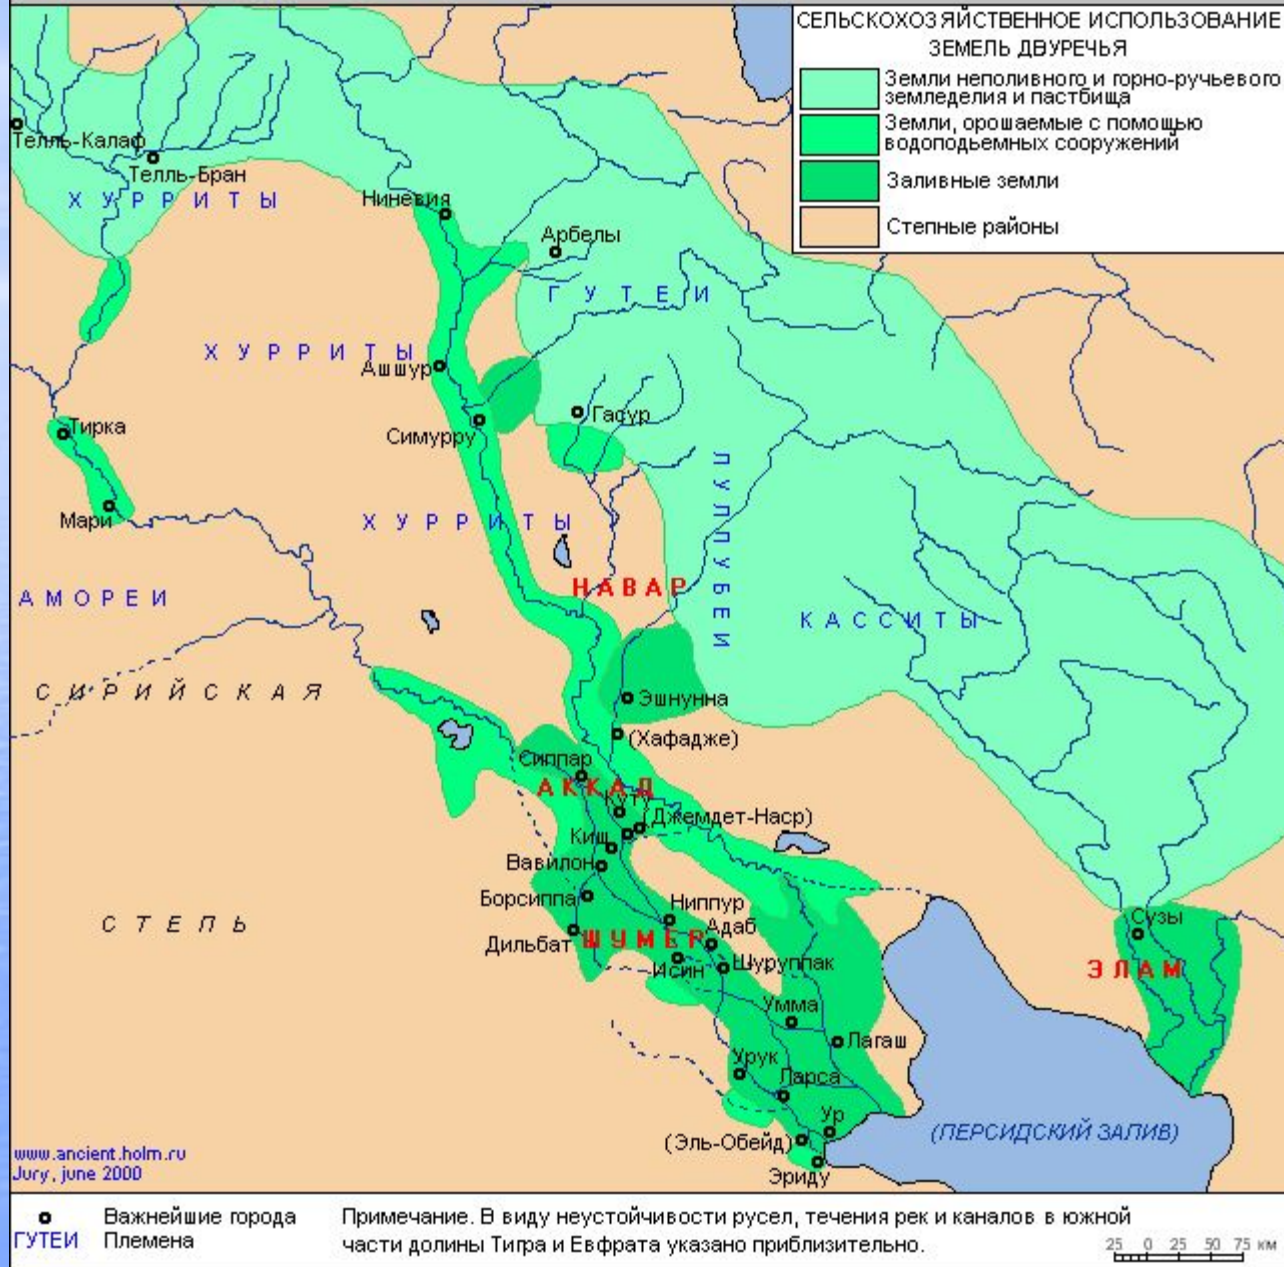 СЕЛЬСКОХОЗЯЙСТВЕННОЕ ИСПОЛЬЗОВАНИЕ
ЗЕМЕЛЬ ДВУРЕЧЬЯ
Земли неполивного и горно-ручьевого
земледелия и пастбища
Земли, орошаемые с помощью
водоподьемных сооружений
Заливные земли
Степные районы
Телль-Калаф
Телль-Бран
ХУРРИТЫ
Ниневия
Арбелы
ГУТЕИ
ХУРРИТЫ
Ашшур
Гасур
Симурру
Тирка
Мари
ХУРРИТЫ
ЛУЛЛУБЕИ
НАВАР
АМОРЕИ
КАССИТЫ
СИРИЙСКАЯ
Эшнунна
(Хафадже)
Сиппар
АККАД
Куту
(Джемдет-Наср)
Киш
Вавилон
Борсиппа
Ниппур
Адаб
Сузы
СТЕПЬ
Дильбат
ШУМЕР
Исин
Шуруппак
ЭЛАМ
Умма
Лагаш
Урук
Ларса
Ур
(Эль-Обейд)
(ПЕРСИДСКИЙ ЗАЛИВ)
Эриду
www.ancient.holm.ru
Jury, june 2000
Важнейшие города
ГУТЕИ Племена
Примечание. В виду неустойчивости русел, течения рек и каналов в южной
части долины Тигра и Евфрата указано приблизительно.
25 0 25 50 75 км